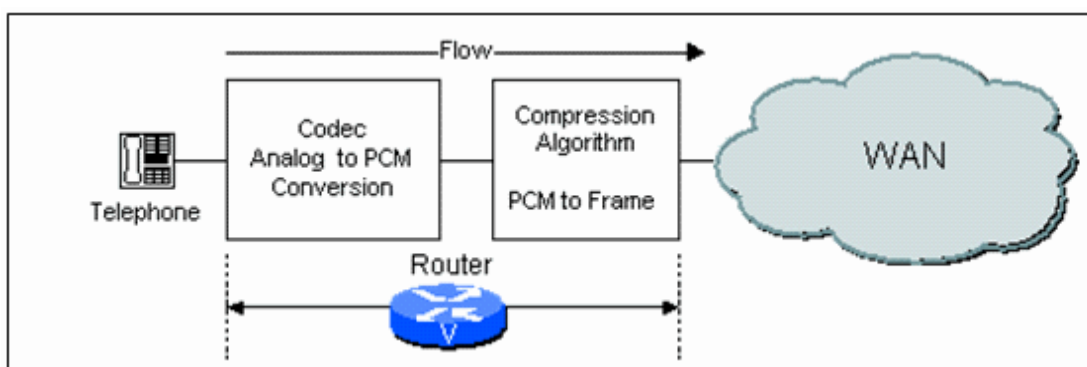 Flow
Telephone
Codec
Analog to PCM
Conversion
Compression
Algorithm
PCM to Frame
WAN
Router
V